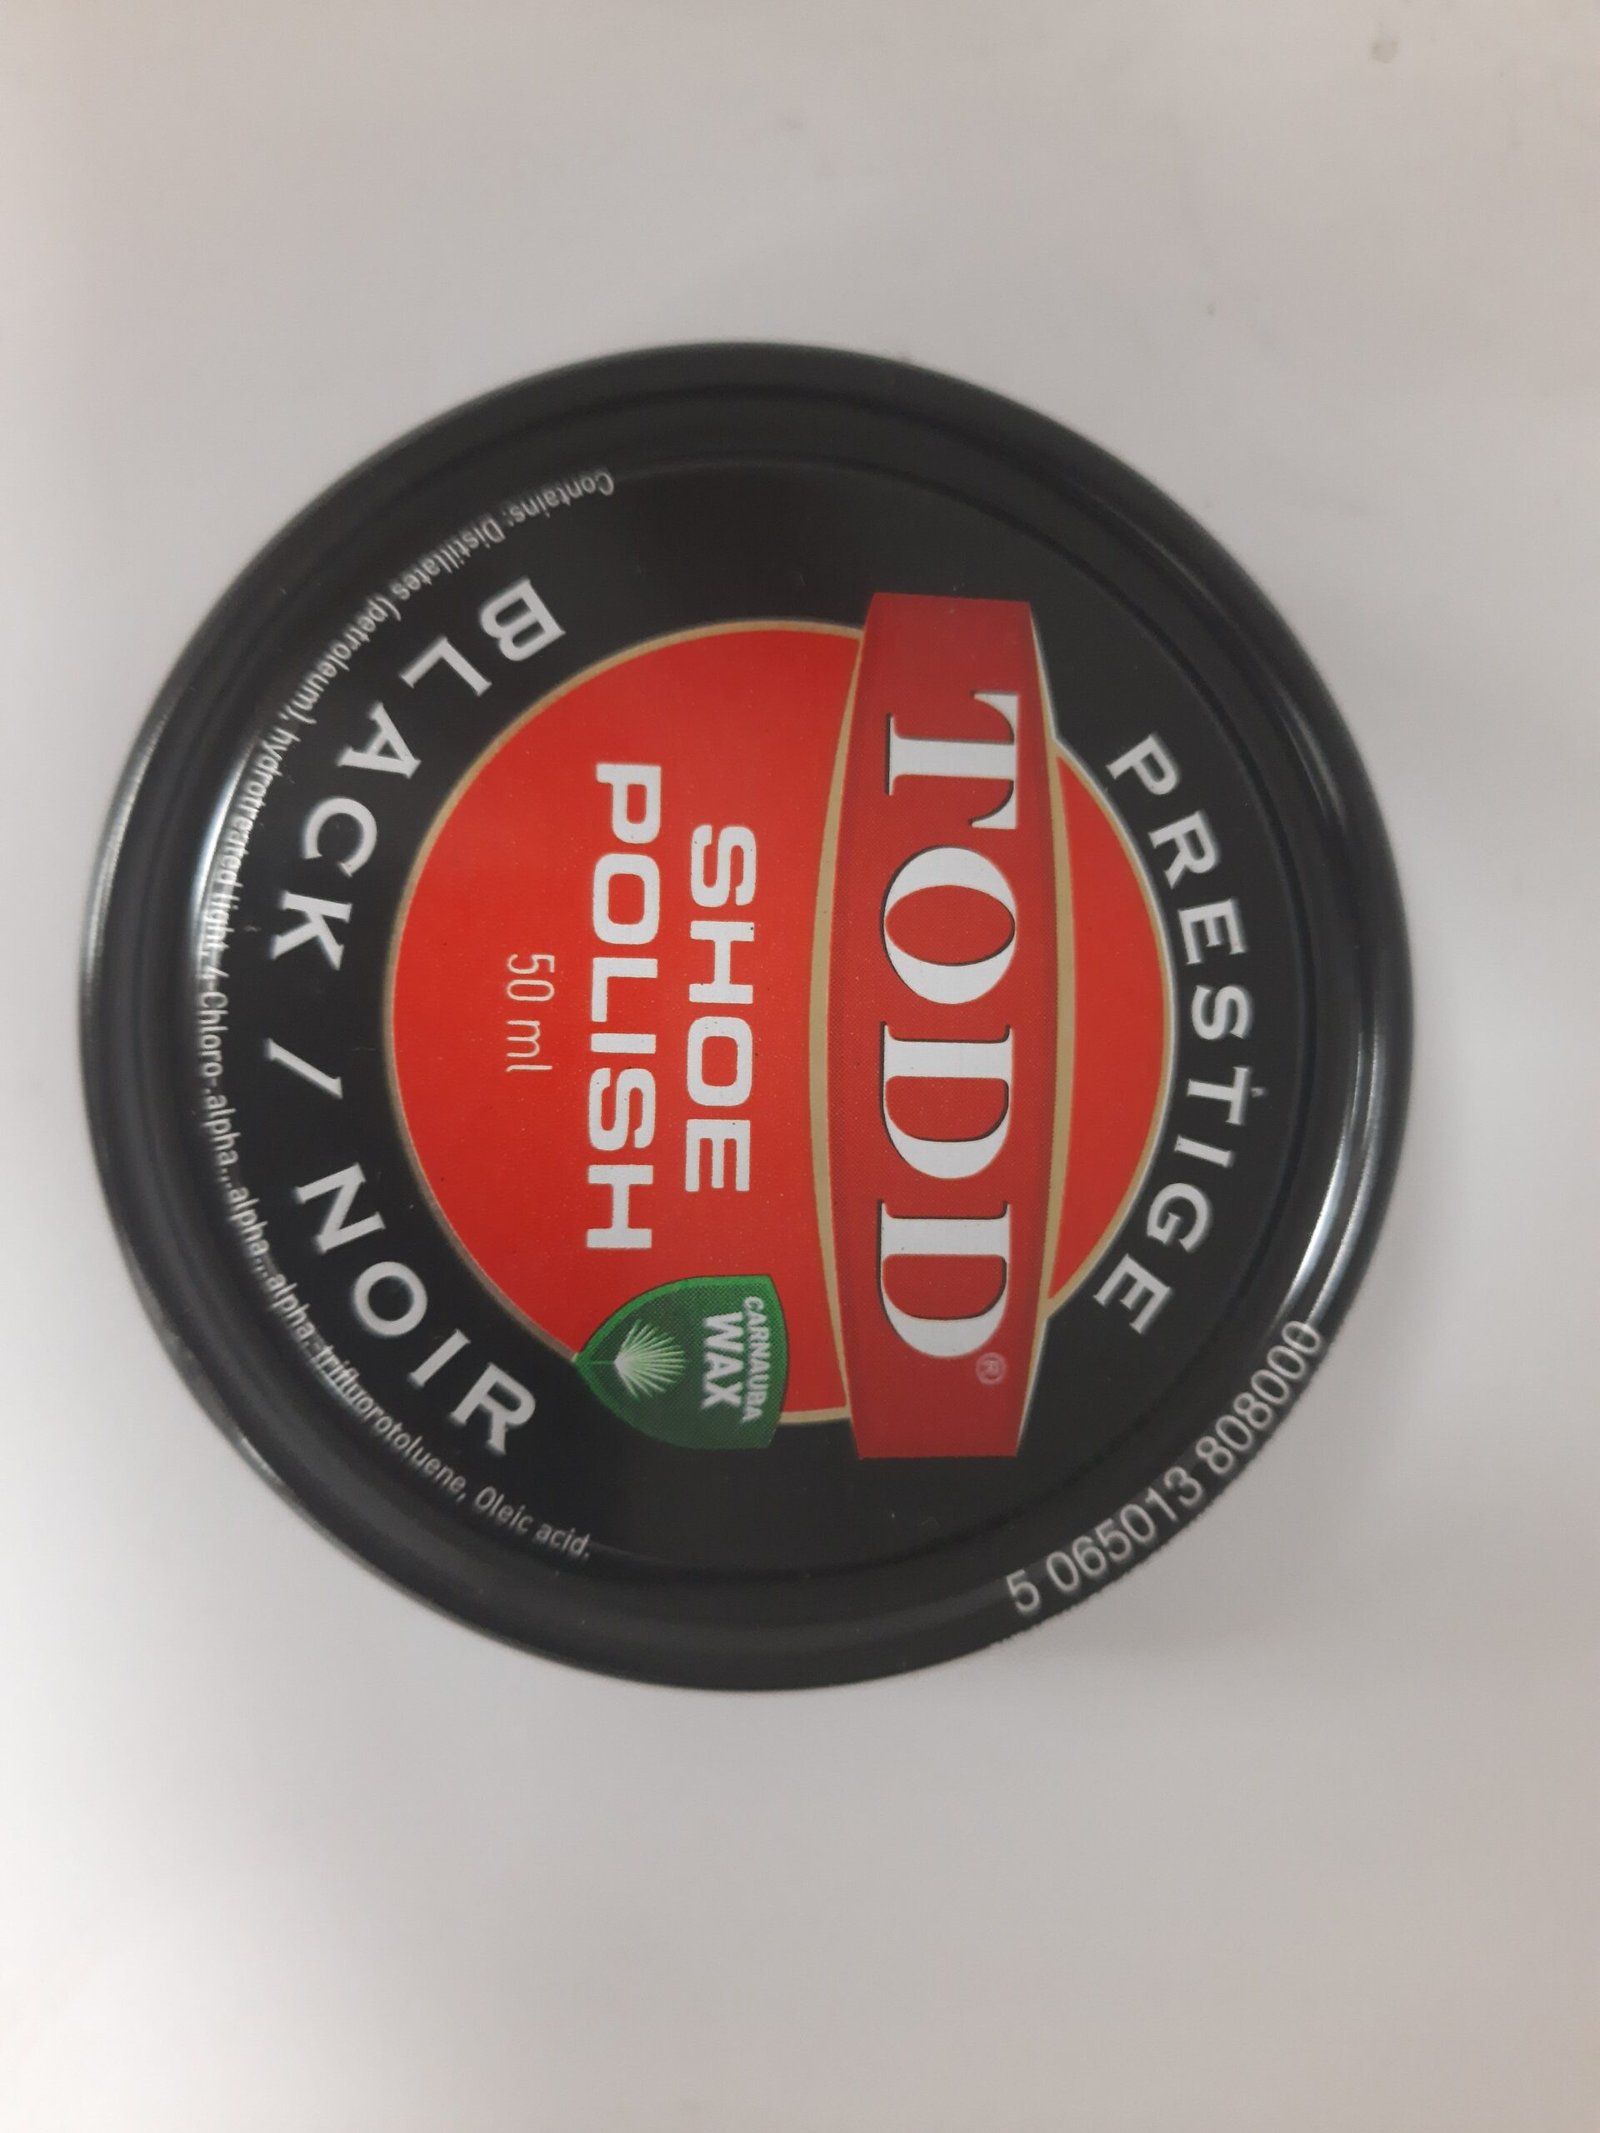 PRESTIGE
TODD®
SHOE
POLISH
50 ml
CARNAUBA
WAX
BLACK / NOIR
Contains: Distillates (petroleum), hydrotreated light, 4-Chloro-.alpha.,.alpha.,.alpha.-trifluorotoluene, Oleic acid.
5 065013 808000